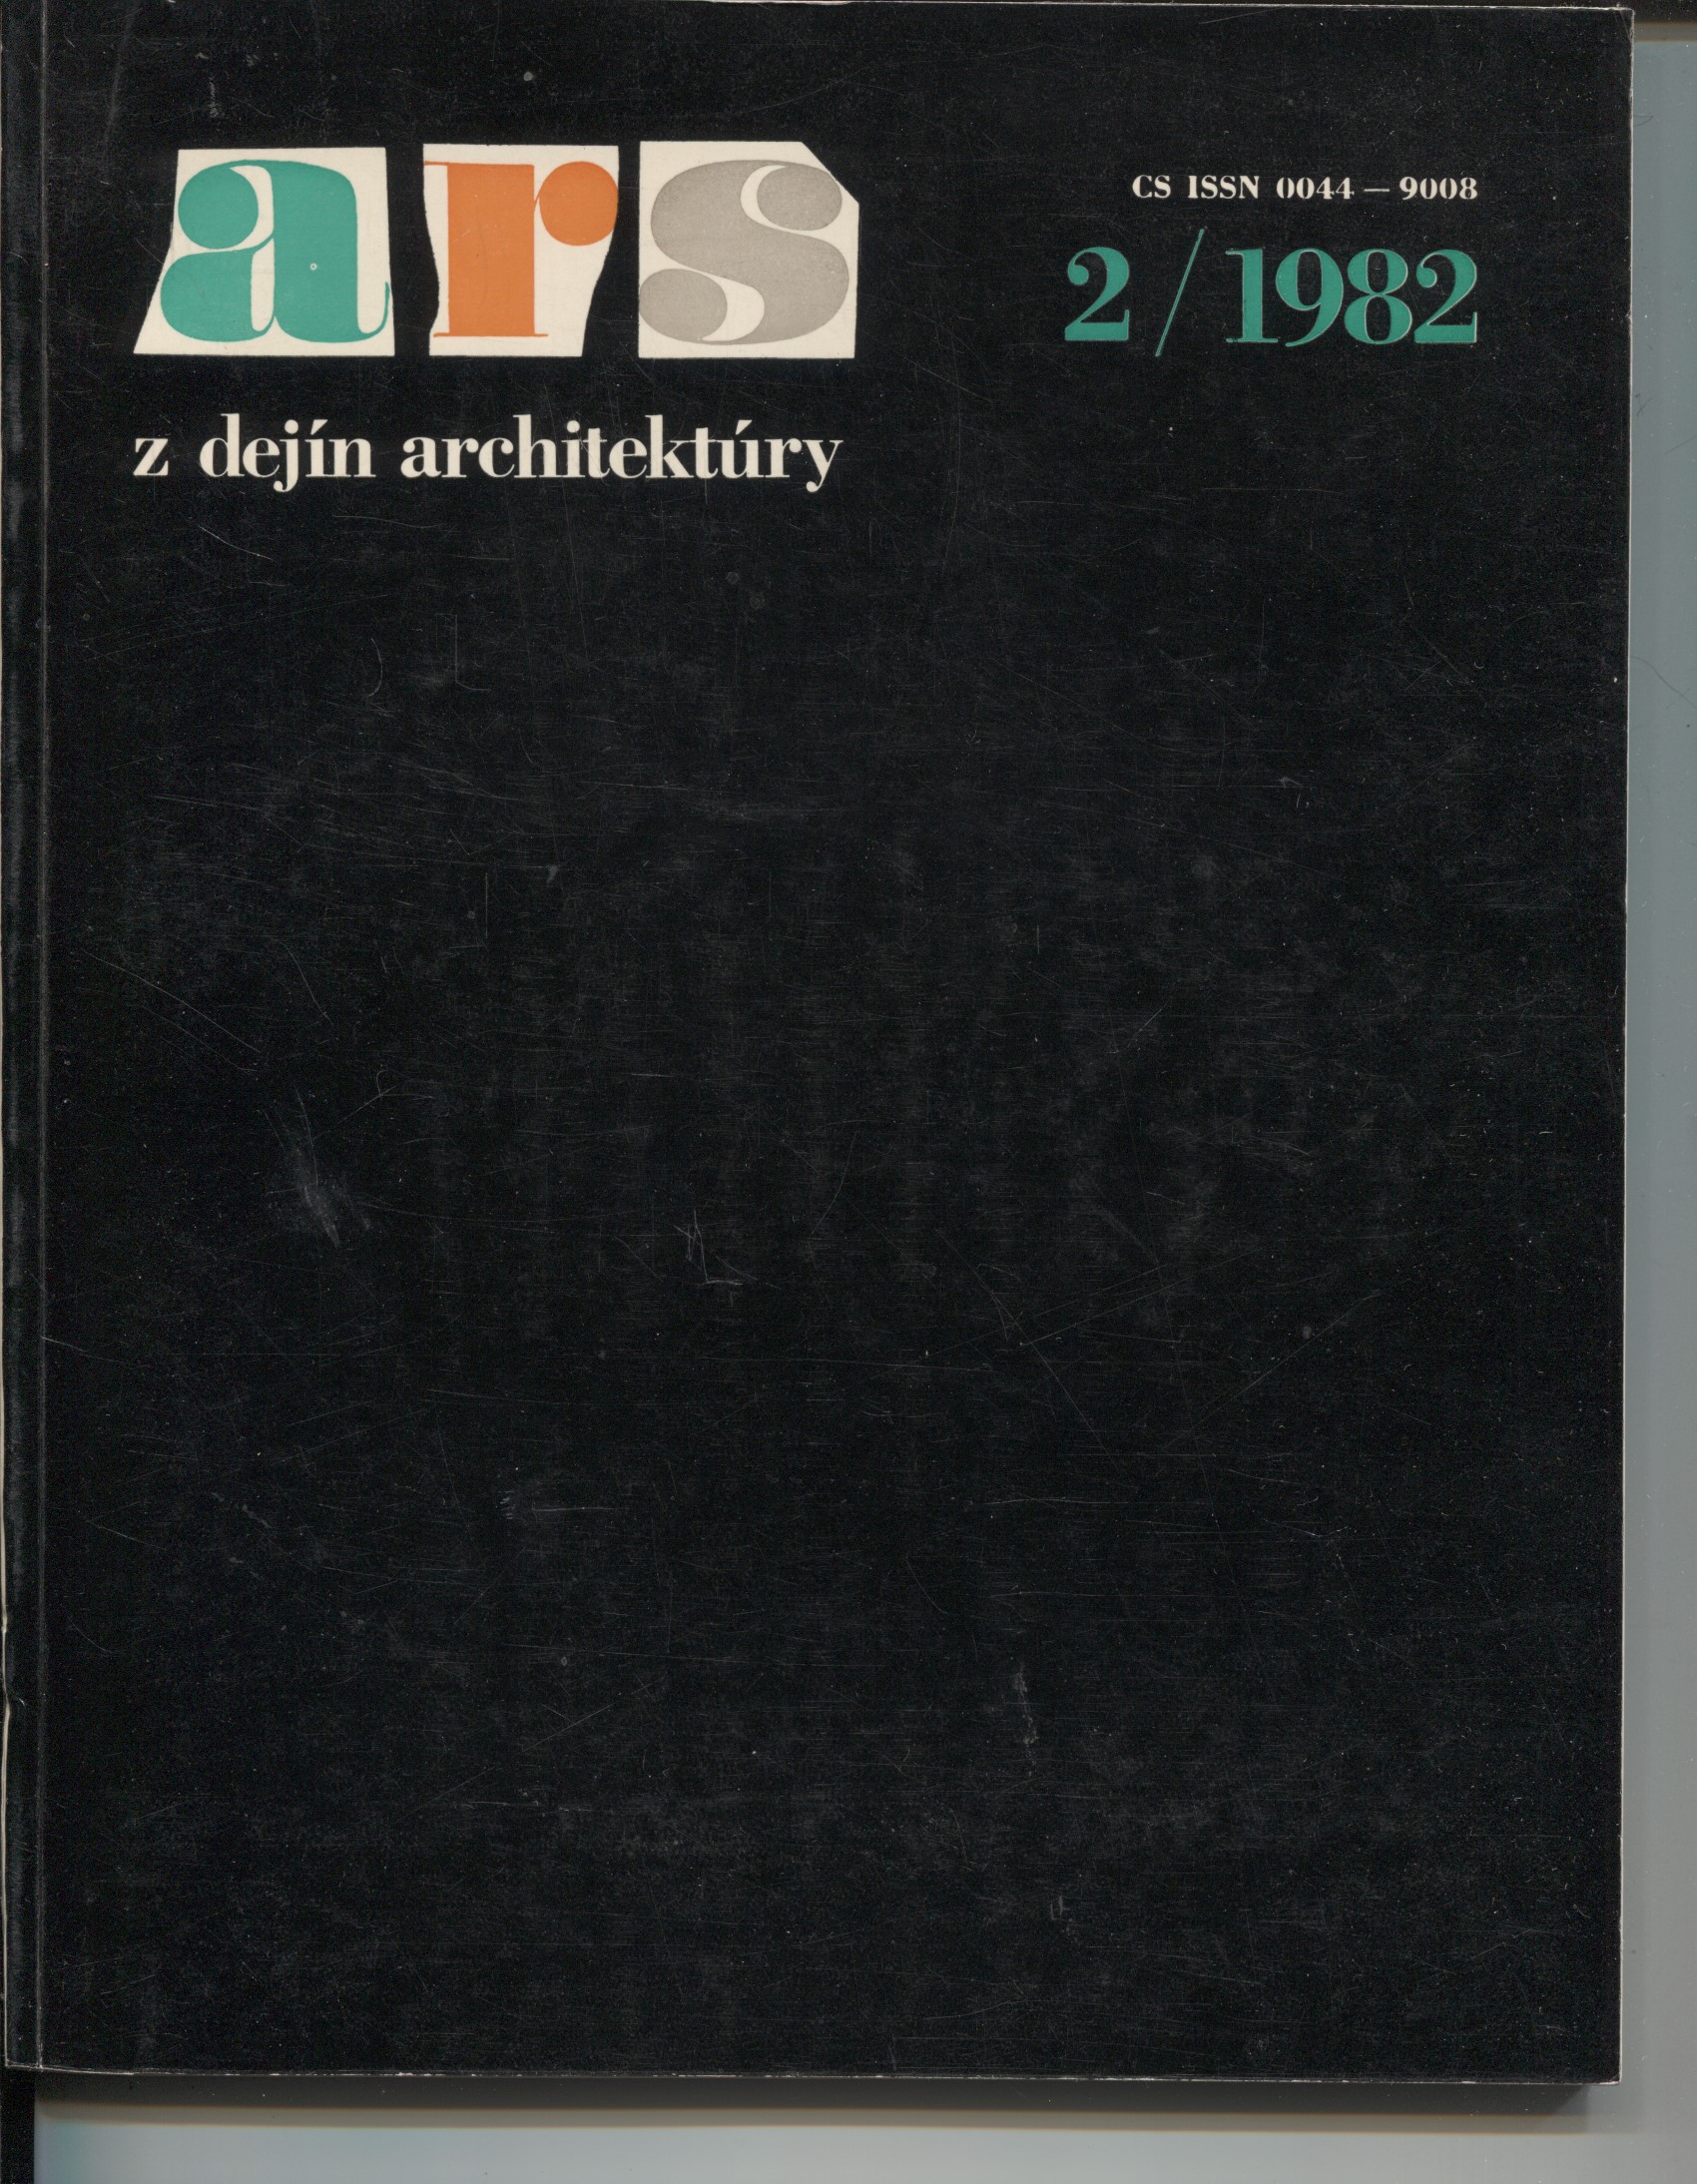 ars
CS ISSN 0044 — 9008
2/1982
z dejín architektúry